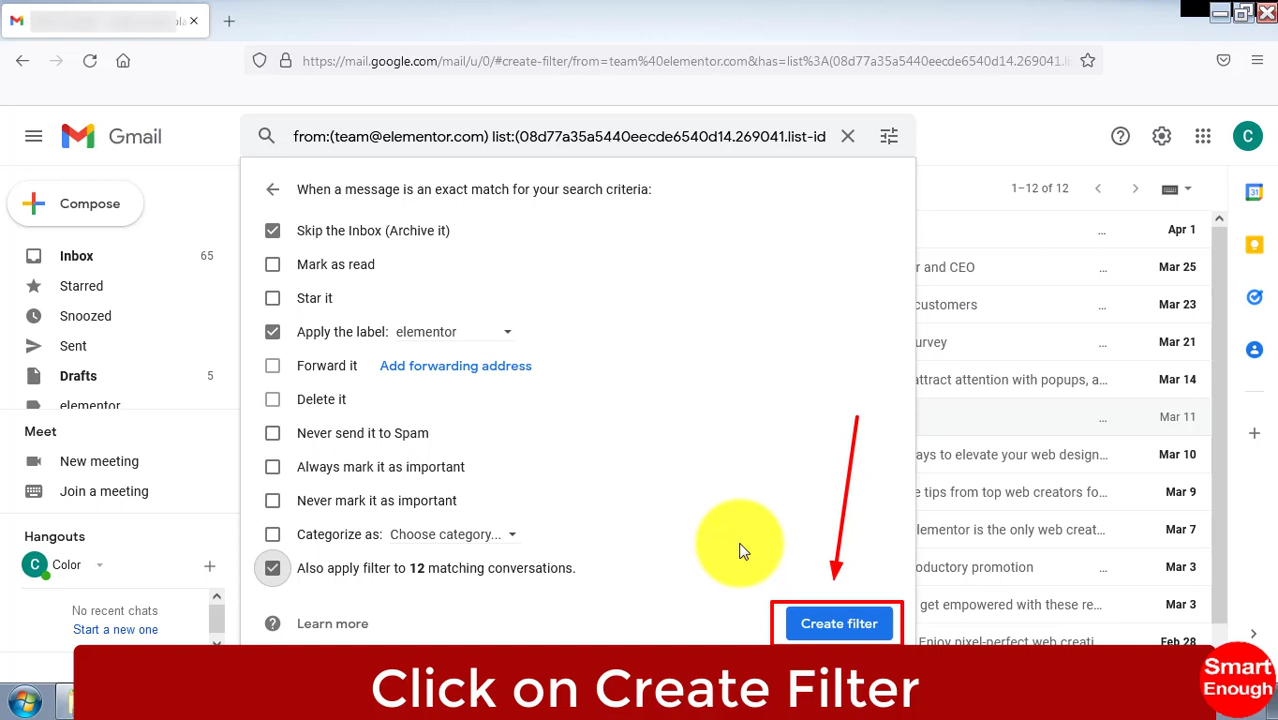 https://mail.google.com/mail/u/0/#create-filter/from=team%40elementor.com&has=list%3A(08d77a35a5440eecde6540d14.269041.li
Gmail
from:(team@elementor.com) list:(08d77a35a5440eecde6540d14.269041.list-id
C
Compose
When a message is an exact match for your search criteria:
1–12 of 12
31
Skip the Inbox (Archive it)
... Apr 1
Inbox 65
Mark as read
r and CEO ... Mar 25
Starred
Star it
customers ... Mar 23
Snoozed
Apply the label: elementor
urvey ... Mar 21
Sent
Forward it Add forwarding address
attract attention with popups, a... Mar 14
Drafts 5
Delete it
... Mar 11
elementor
Meet
Never send it to Spam
ays to elevate your web design... Mar 10
New meeting
Always mark it as important
e tips from top web creators fo... Mar 9
Join a meeting
Never mark it as important
lementor is the only web creat... Mar 7
Hangouts
Categorize as: Choose category...
C Color
Also apply filter to 12 matching conversations.
oductory promotion ... Mar 3
No recent chats
get empowered with these re... Mar 3
Start a new one
Learn more
Create filter
Enjoy pixel-perfect web creati... Feb 28
Click on Create Filter
Smart
Enough